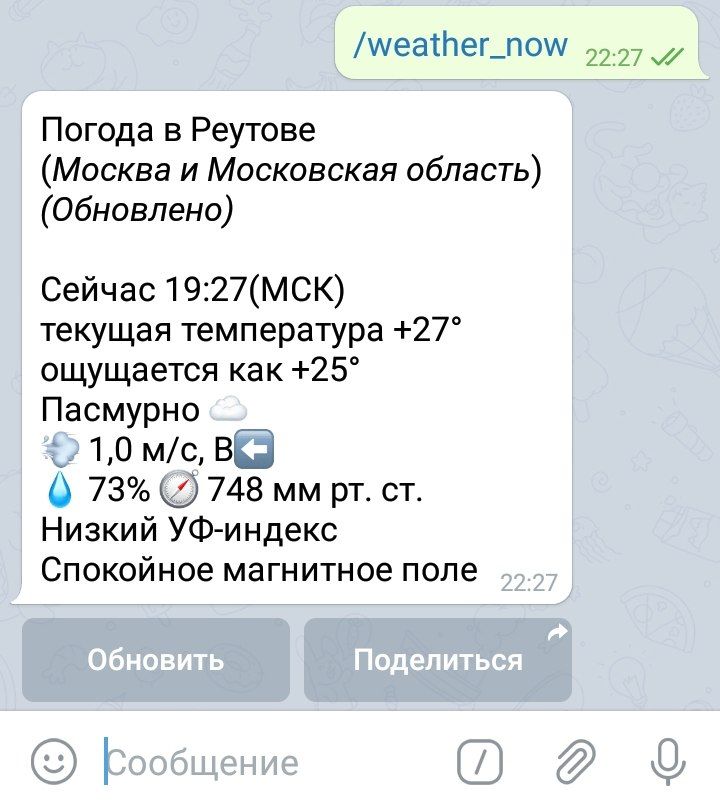 /weather_now 22:27
Погода в Реутове
(Москва и Московская область)
(Обновлено)
Сейчас 19:27(МСК)
текущая температура +27°
ощущается как +25°
Пасмурно ☁️
💨 1,0 м/с, В⬅️
💧 73% 🧭 748 мм рт. ст.
Низкий УФ-индекс
Спокойное магнитное поле 22:27
Обновить Поделиться
Сообщение